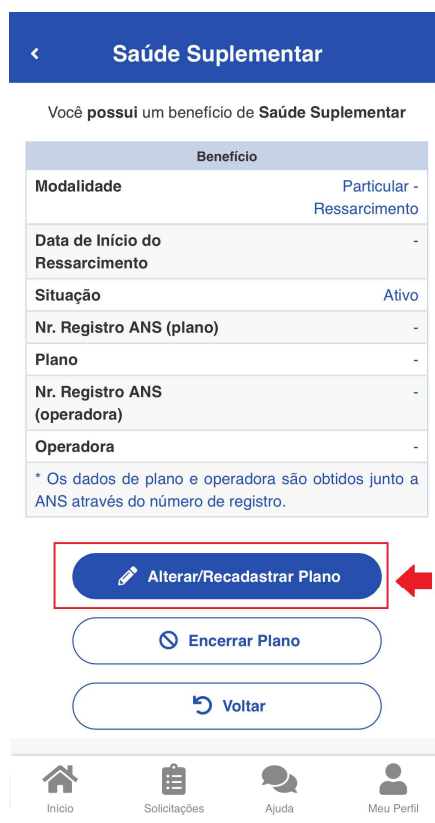 Saúde Suplementar
Você possui um benefício de Saúde Suplementar
Benefício
Modalidade Particular -
Ressarcimento
Data de Início do -
Ressarcimento
Situação Ativo
Nr. Registro ANS (plano) -
Plano -
Nr. Registro ANS -
(operadora)
Operadora -
* Os dados de plano e operadora são obtidos junto a
ANS através do número de registro.
Alterar/Recadastrar Plano
Encerrar Plano
Voltar
Início Solicitações Ajuda Meu Perfil